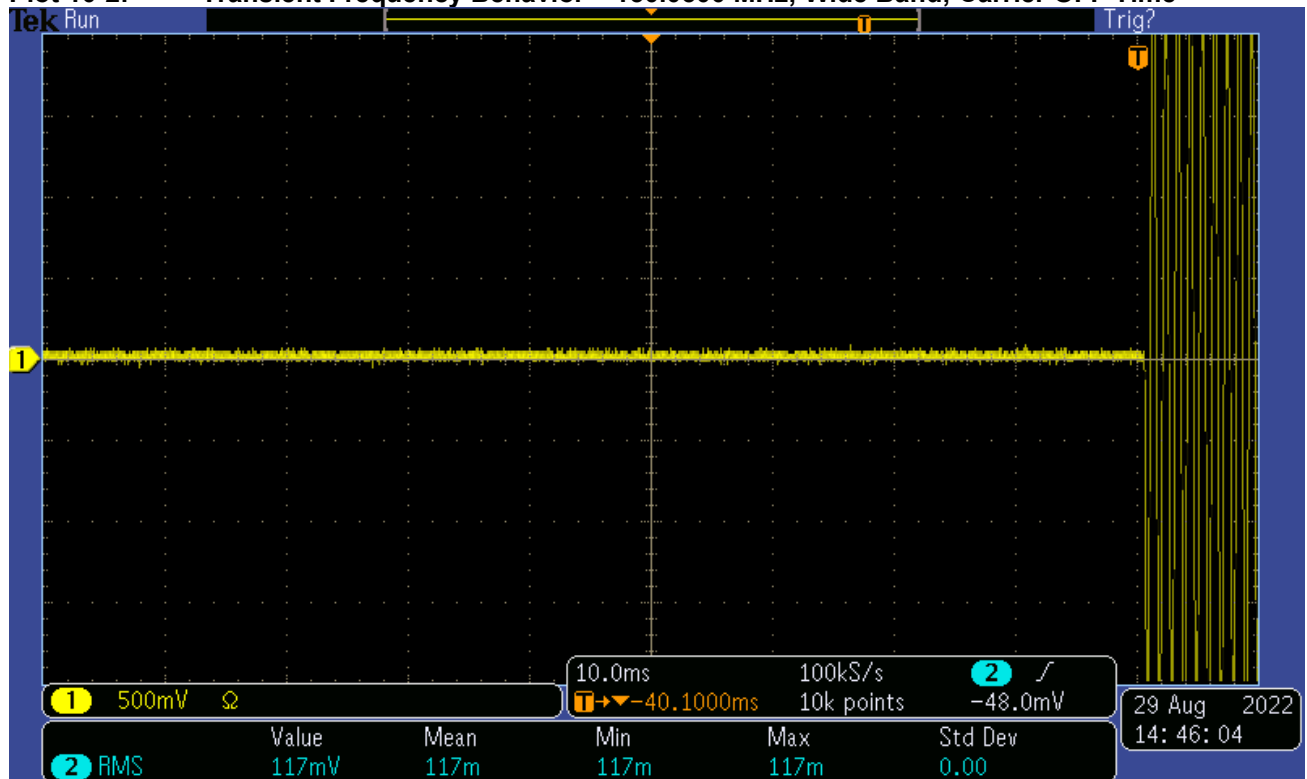 Tek Run Trig?
T
T
1
10.0ms 100kS/s 2
1 500mV Ω T→▼-40.1000ms 10k points -48.0mV
29 Aug 2022
14:46:04
Value Mean Min Max Std Dev
2 RMS 117mV 117m 117m 117m 0.00